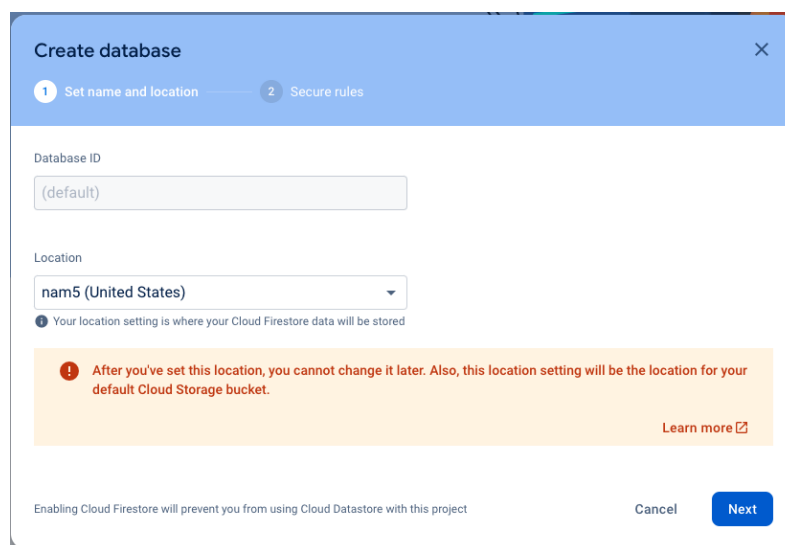 Create database
1 Set name and location 2 Secure rules
Database ID
(default)
Location
nam5 (United States)
Your location setting is where your Cloud Firestore data will be stored
After you've set this location, you cannot change it later. Also, this location setting will be the location for your
default Cloud Storage bucket.
Learn more
Enabling Cloud Firestore will prevent you from using Cloud Datastore with this project
Cancel
Next